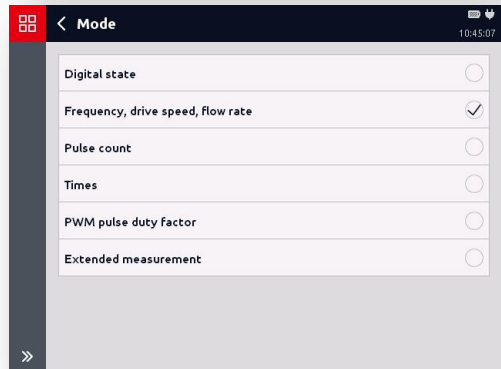 Mode
10:45:07
Digital state
Frequency, drive speed, flow rate
Pulse count
Times
PWM pulse duty factor
Extended measurement